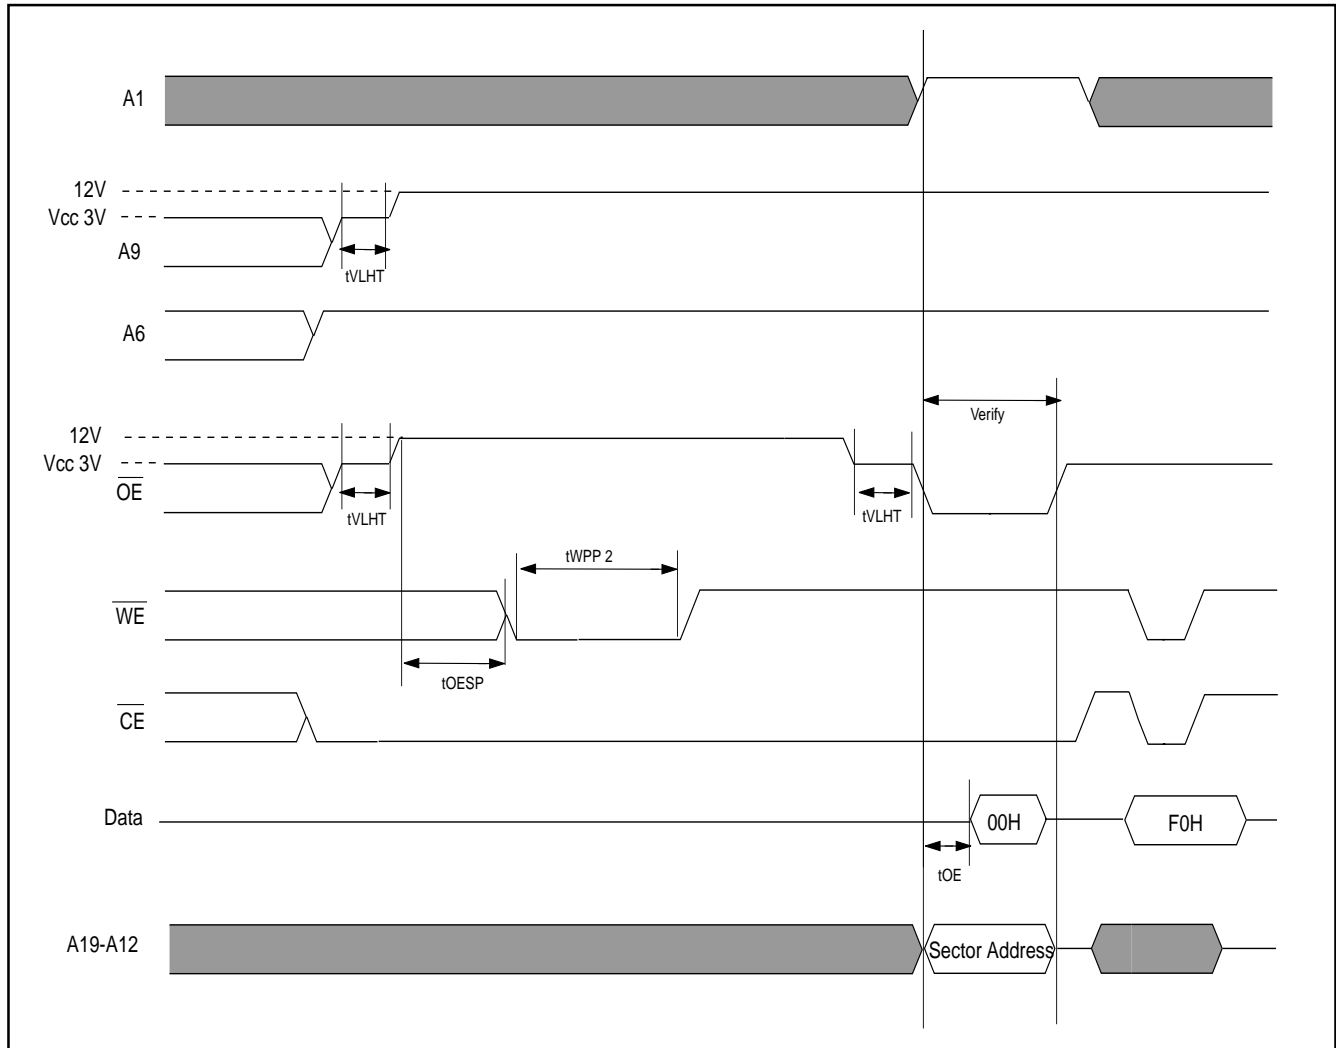 A1
12V
Vcc 3V
A9
tVLHT
A6
Verify
12V
Vcc 3V
OE
tVLHT
tVLHT
tWPP 2
WE
tOESP
CE
Data
00H
F0H
tOE
A19-A12
Sector Address